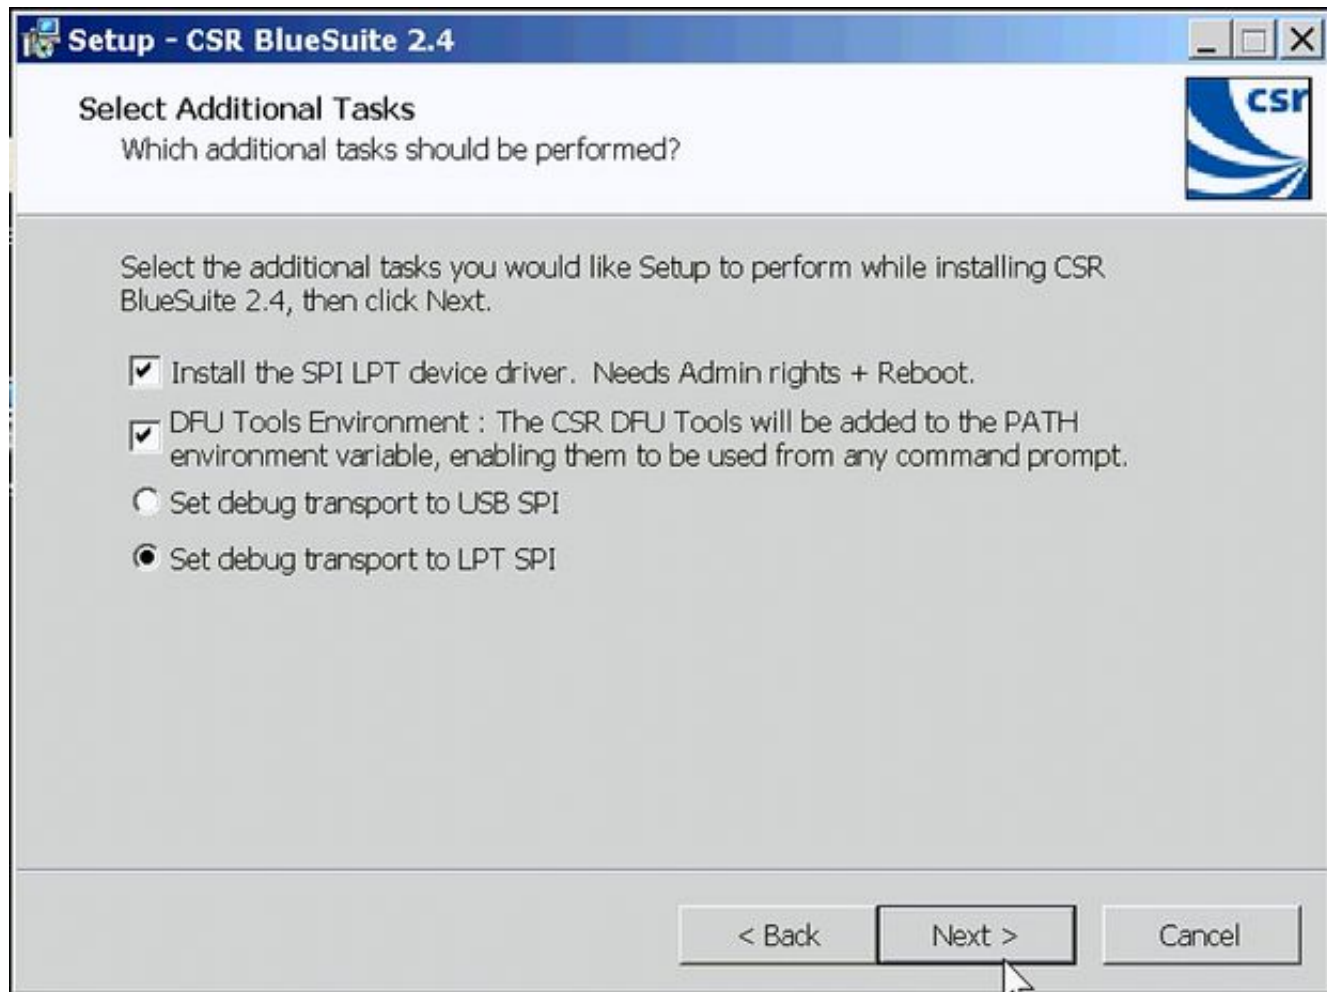 Setup - CSR BlueSuite 2.4
Select Additional Tasks
Which additional tasks should be performed?
csr
Select the additional tasks you would like Setup to perform while installing CSR
BlueSuite 2.4, then click Next.
Install the SPI LPT device driver. Needs Admin rights + Reboot.
DFU Tools Environment : The CSR DFU Tools will be added to the PATH
environment variable, enabling them to be used from any command prompt.
Set debug transport to USB SPI
Set debug transport to LPT SPI
< Back
Next >
Cancel